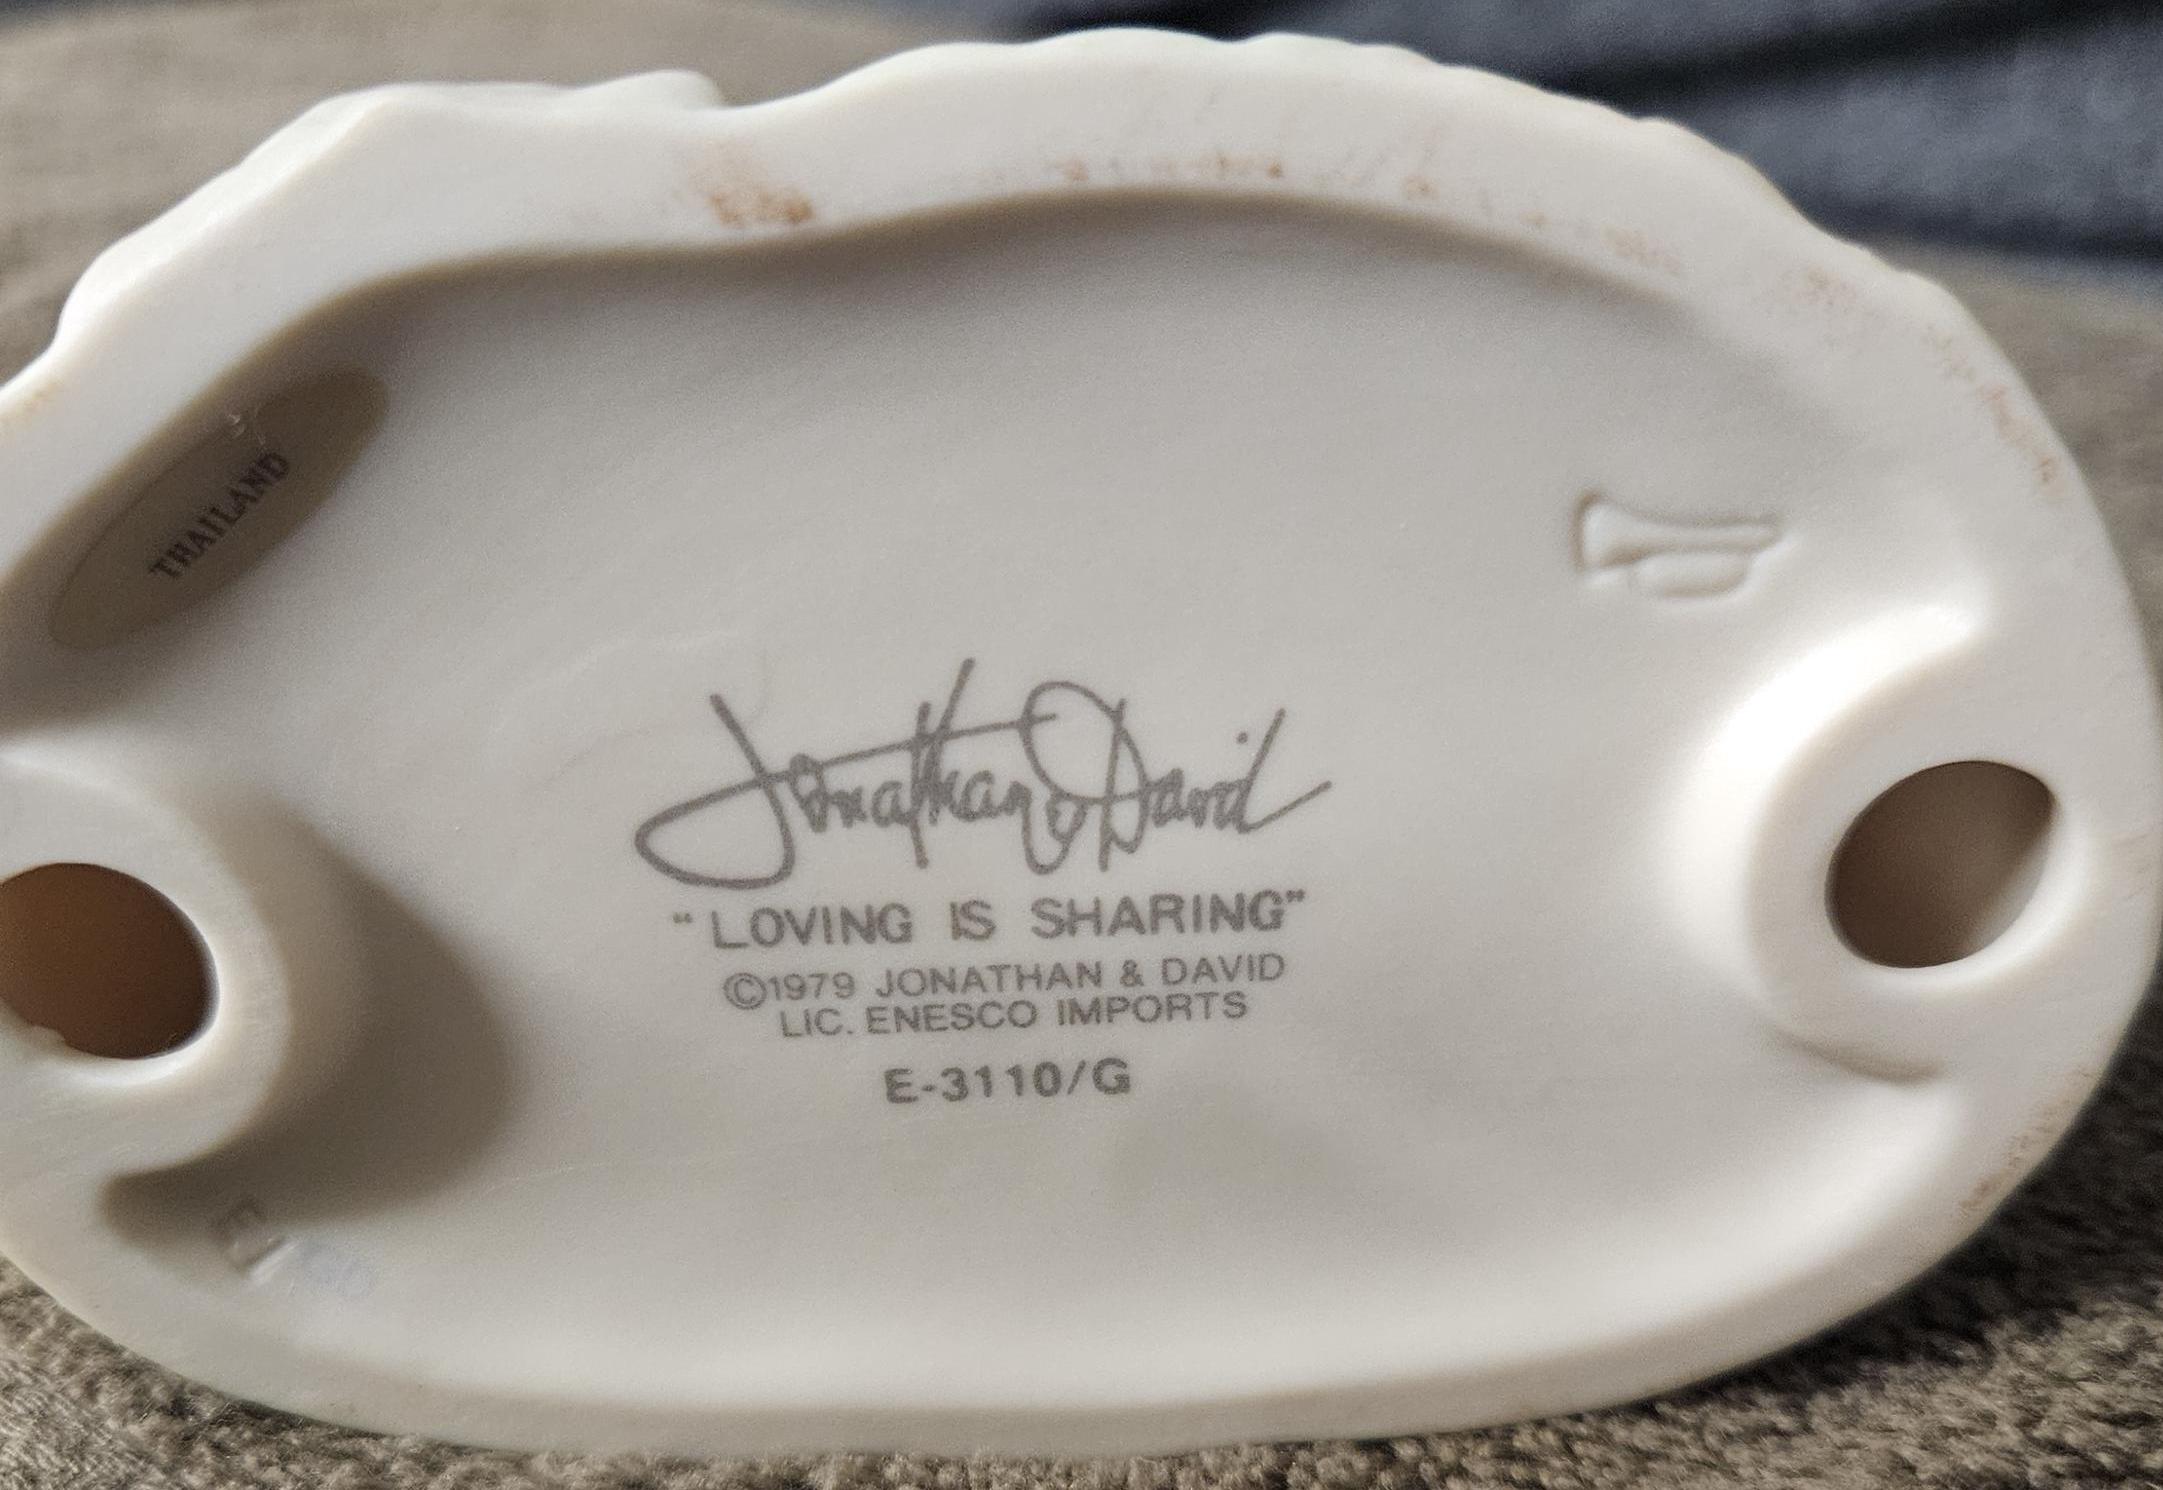 THAILAND
Jonathan & David
"LOVING IS SHARING"
©1979 JONATHAN & DAVID
LIC. ENESCO IMPORTS
E-3110/G